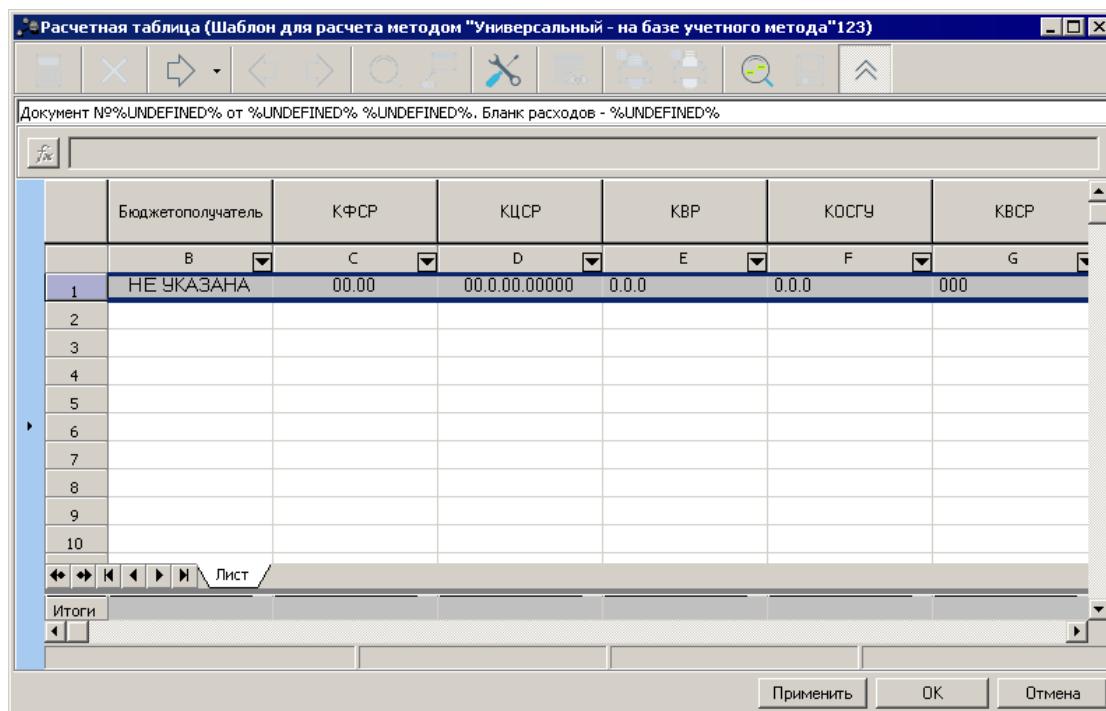 Расчетная таблица (Шаблон для расчета методом "Универсальный - на базе учетного метода"123)
Документ №%UNDEFINED% от %UNDEFINED% %UNDEFINED%. Бланк расходов - %UNDEFINED%
fx
Бюджетополучатель КФСР КЦСР КВР КОСГУ КВСР
B C D E F G
1 НЕ УКАЗАНА 00.00 00.0.00.00000 0.0.0 0.0.0 000
2
3
4
5
6
7
8
9
10
Лист
Итоги
Применить OK Отмена